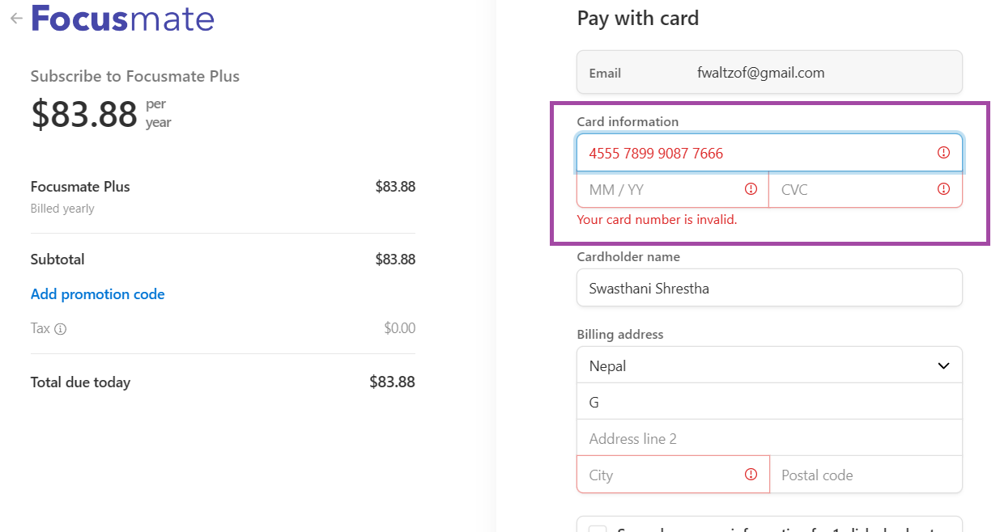 Focusmate
Subscribe to Focusmate Plus
$83.88 per
year
Focusmate Plus $83.88
Billed yearly
Subtotal $83.88
Add promotion code
Tax $0.00
Total due today $83.88
Pay with card
Email fwaltzof@gmail.com
Card information
4555 7899 9087 7666
MM / YY CVC
Your card number is invalid.
Cardholder name
Swasthani Shrestha
Billing address
Nepal
G
Address line 2
City Postal code